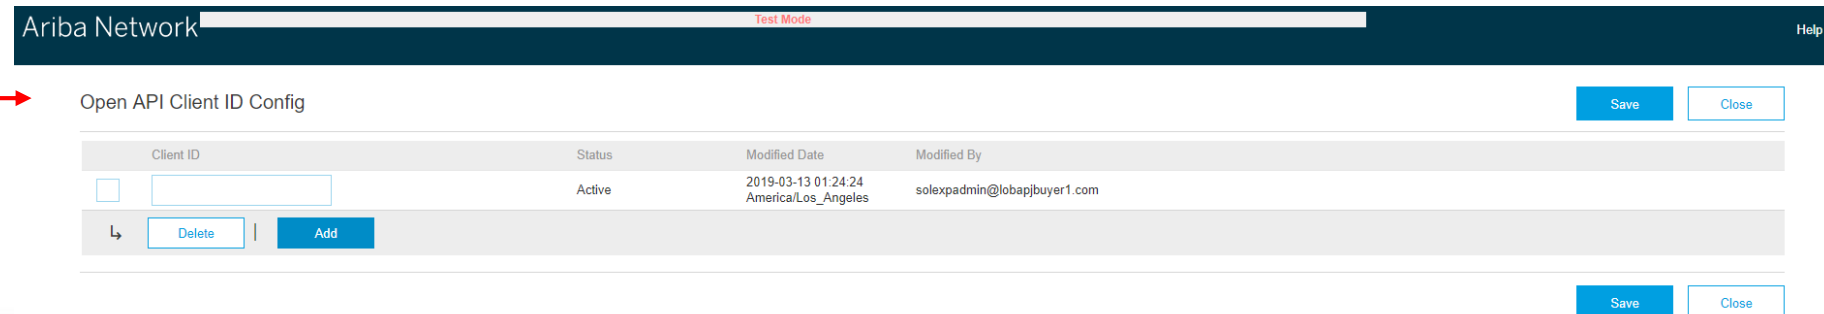 Ariba Network
Test Mode
Help
Open API Client ID Config
Save
Close
Client ID
Status
Modified Date
Modified By
Active
2019-03-13 01:24:24
America/Los_Angeles
solexpadmin@lobapjbuyer1.com
Delete
|
Add
Save
Close